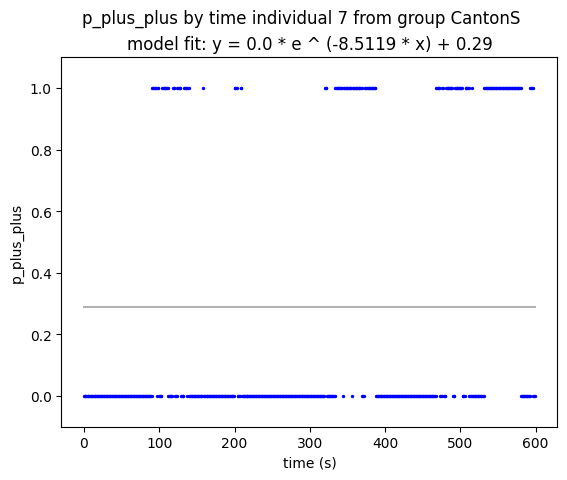 p_plus_plus by time individual 7 from group CantonS
model fit: y = 0.0 * e ^ (-8.5119 * x) + 0.29
1.0
0.8
0.6
0.4
0.2
0.0
p_plus_plus
0 100 200 300 400 500 600
time (s)